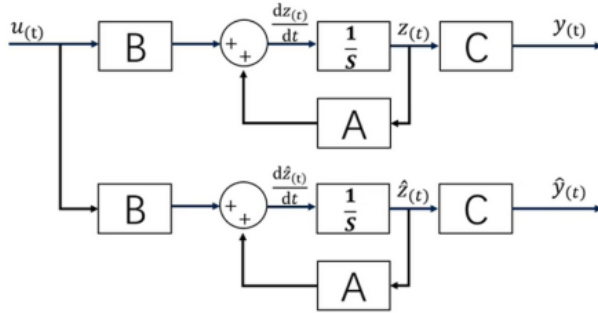 u(t) B + + dz(t)/dt 1/S z(t) C y(t)
A
B + + dẑ(t)/dt 1/S ẑ(t) C ŷ(t)
A